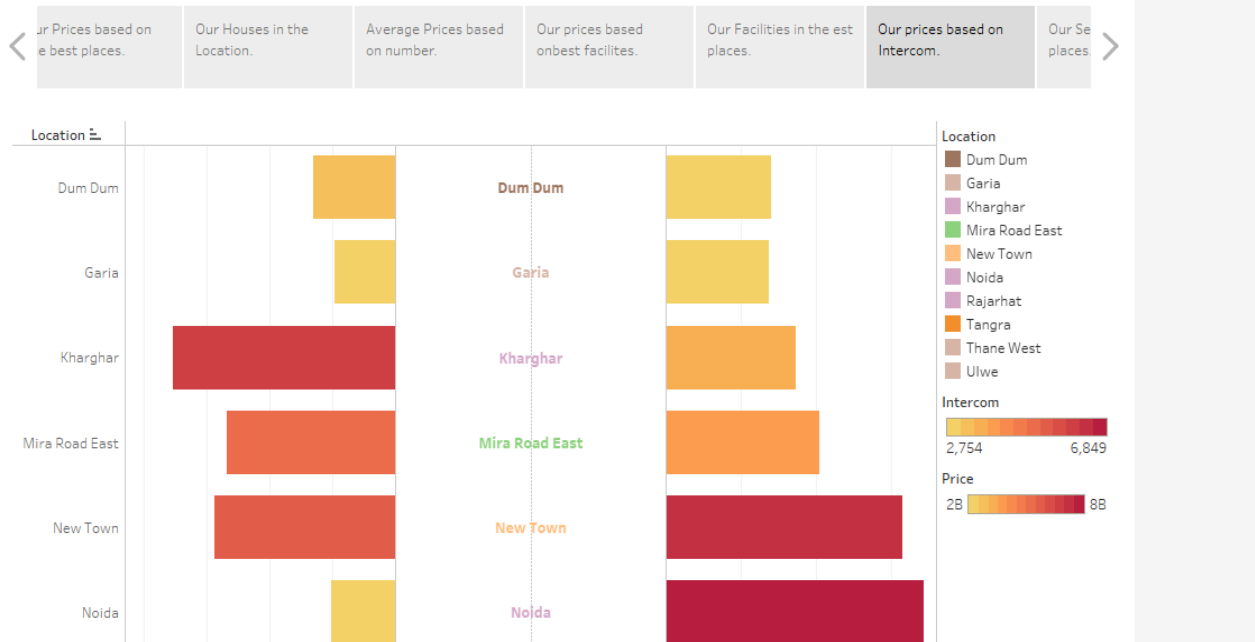 ur Prices based on
e best places.
Our Houses in the
Location.
Average Prices based
on number.
Our prices based
onbest facilites.
Our Facilities in the est
places.
Our prices based on
Intercom.
Our Se
places.
Location
Dum Dum
Garia
Kharghar
Mira Road East
New Town
Noida
Dum Dum
Garia
Kharghar
Mira Road East
New Town
Noida
Location
Dum Dum
Garia
Kharghar
Mira Road East
New Town
Noida
Rajarhat
Tangra
Thane West
Ulwe
Intercom
2,754 6,849
Price
2B 8B